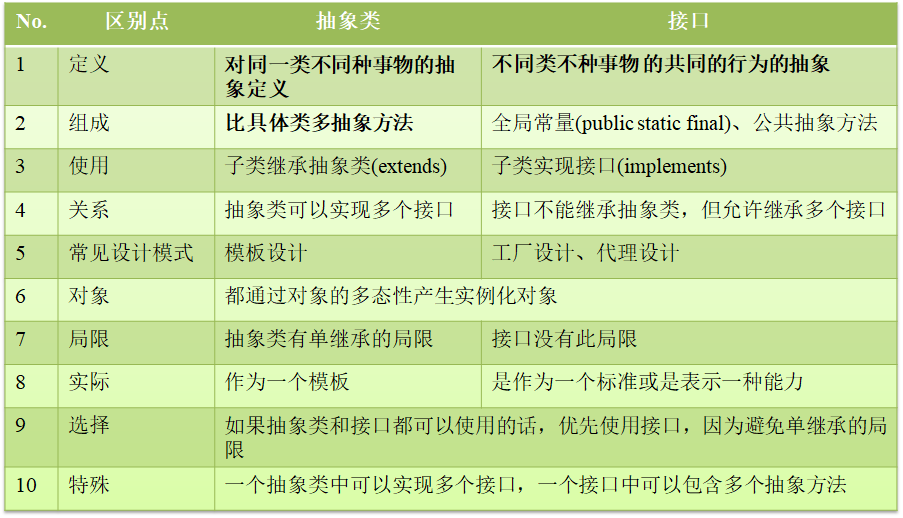 No. 区别点 抽象类 接口
1 定义 对同一类不同种事物的抽 不同类不种事物的共同的行为的抽象
象定义
2 组成 比具体类多抽象方法 全局常量(public static final)、公共抽象方法
3 使用 子类继承抽象类(extends) 子类实现接口(implements)
4 关系 抽象类可以实现多个接口 接口不能继承抽象类，但允许继承多个接口
5 常见设计模式 模板设计 工厂设计、代理设计
6 对象 都通过对象的多态性产生实例化对象
7 局限 抽象类有单继承的局限 接口没有此局限
8 实际 作为一个模板 是作为一个标准或是表示一种能力
9 选择 如果抽象类和接口都可以使用的话，优先使用接口，因为避免单继承的局
限
10 特殊 一个抽象类中可以实现多个接口，一个接口中可以包含多个抽象方法